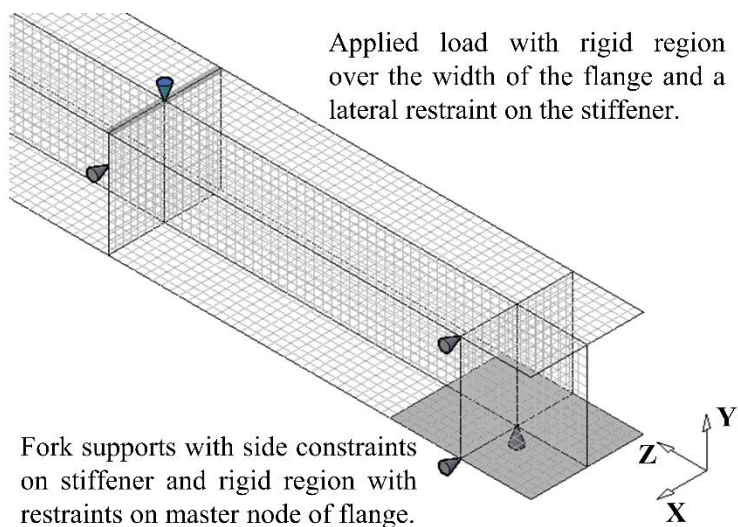 Applied load with rigid region
over the width of the flange and a
lateral restraint on the stiffener.
Fork supports with side constraints
on stiffener and rigid region with
restraints on master node of flange.
Y
Z
X